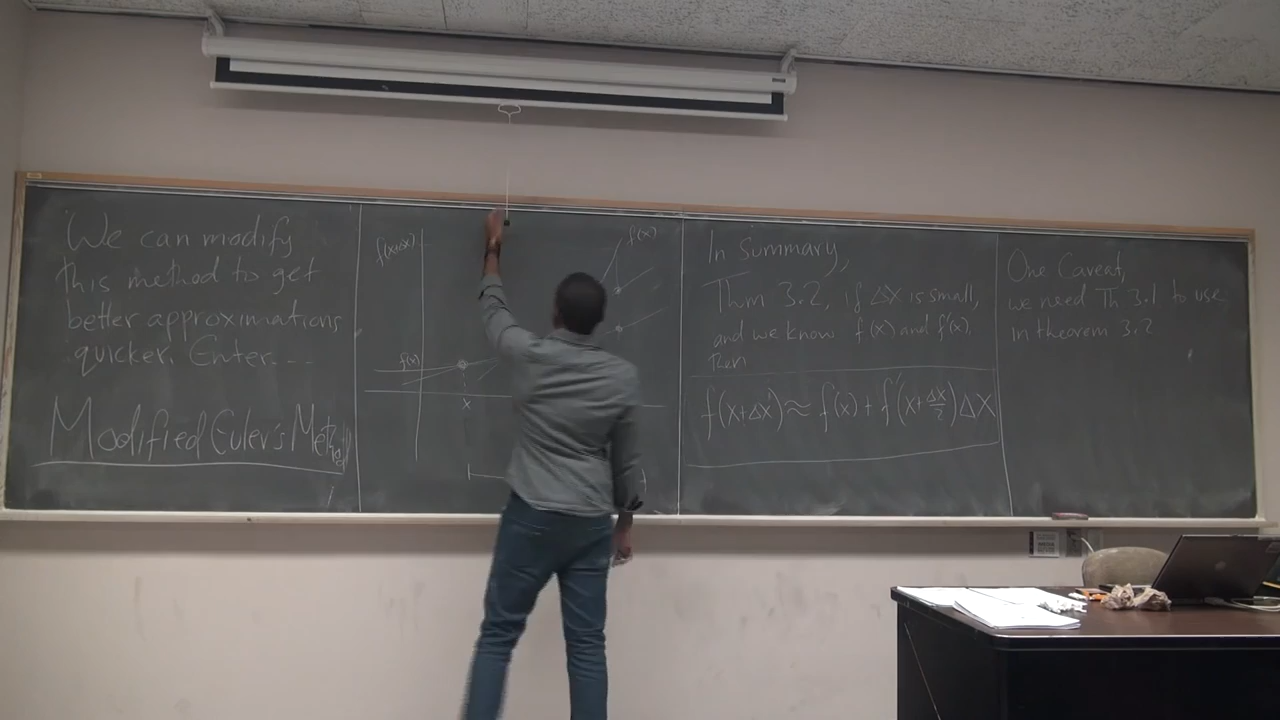 We can modify
this method to get
better approximations
quicker. Enter...
Modified Euler's Method
f(x+Δx)
f(x)
x
f(x)
In Summary,
Thm 3.2, if Δx is small,
and we know f(x) and f'(x).
Then
f(x+Δx) ≈ f(x) + f'(x+Δx/2)Δx
One Caveat,
we need Th 3.1 to use
in theorem 3.2